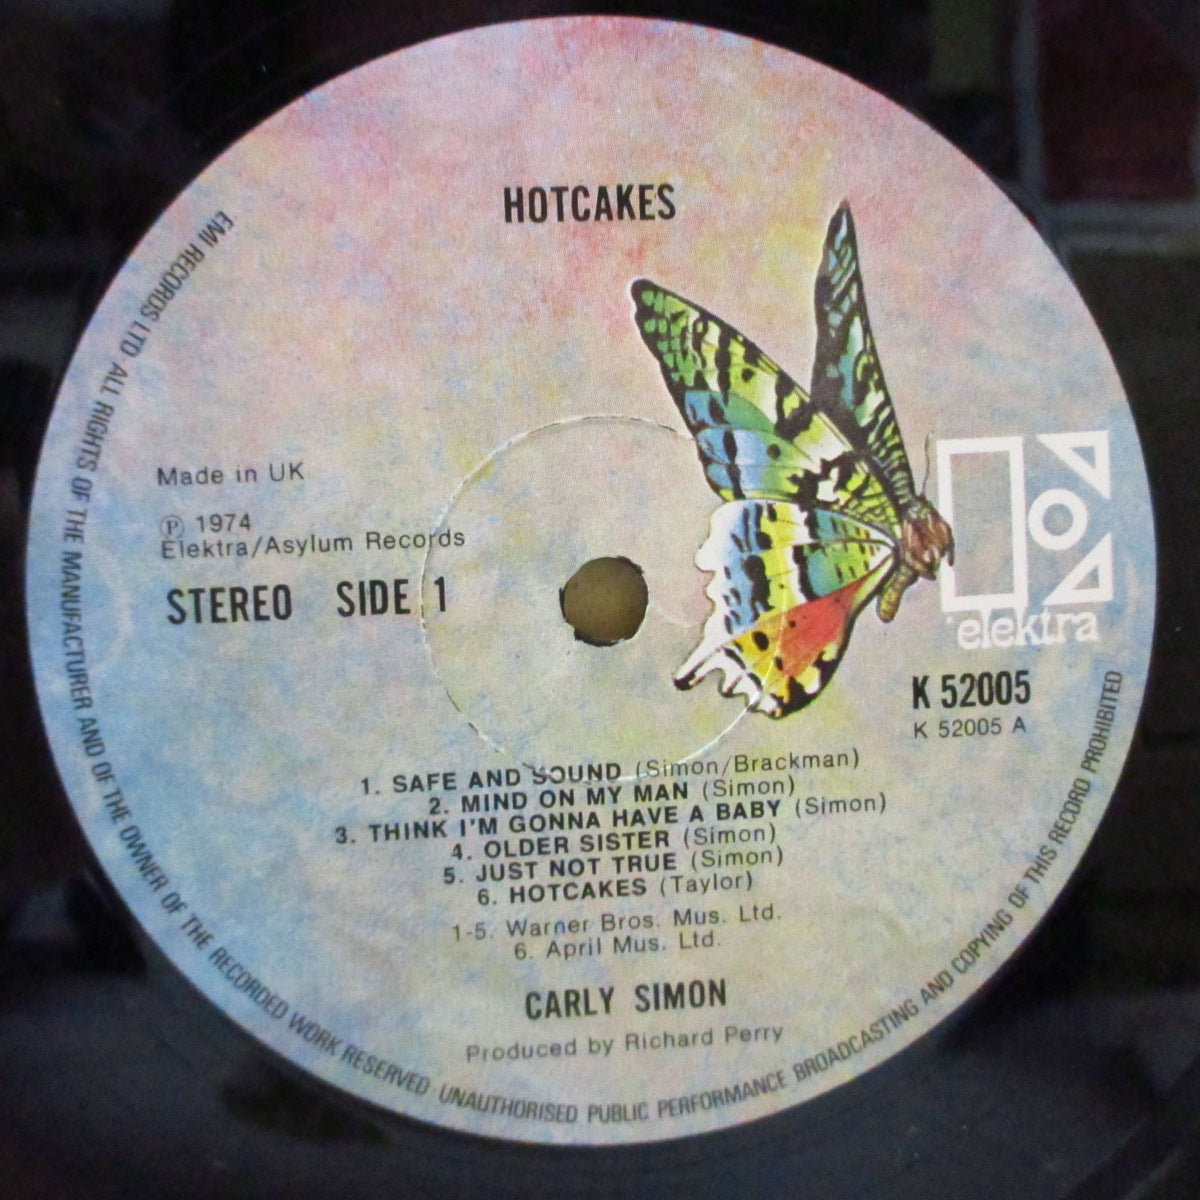 HOTCAKES
EMI RECORDS LTD ALL RIGHTS OF THE MANUFACTURER AND OF THE OWNER OF THE RECORDED WORK RESERVED UNAUTHORISED PUBLIC PERFORMANCE BROADCASTING AND COPYING OF THIS RECORD PROHIBITED
Made in UK
℗ 1974
Elektra/Asylum Records
STEREO SIDE 1
elektra
K 52005
K 52005 A
1. SAFE AND SOUND (Simon/Brackman)
2. MIND ON MY MAN (Simon)
3. THINK I'M GONNA HAVE A BABY (Simon)
4. OLDER SISTER (Simon)
5. JUST NOT TRUE (Simon)
6. HOTCAKES (Taylor)
1-5. Warner Bros. Mus. Ltd.
6. April Mus. Ltd.
CARLY SIMON
Produced by Richard Perry